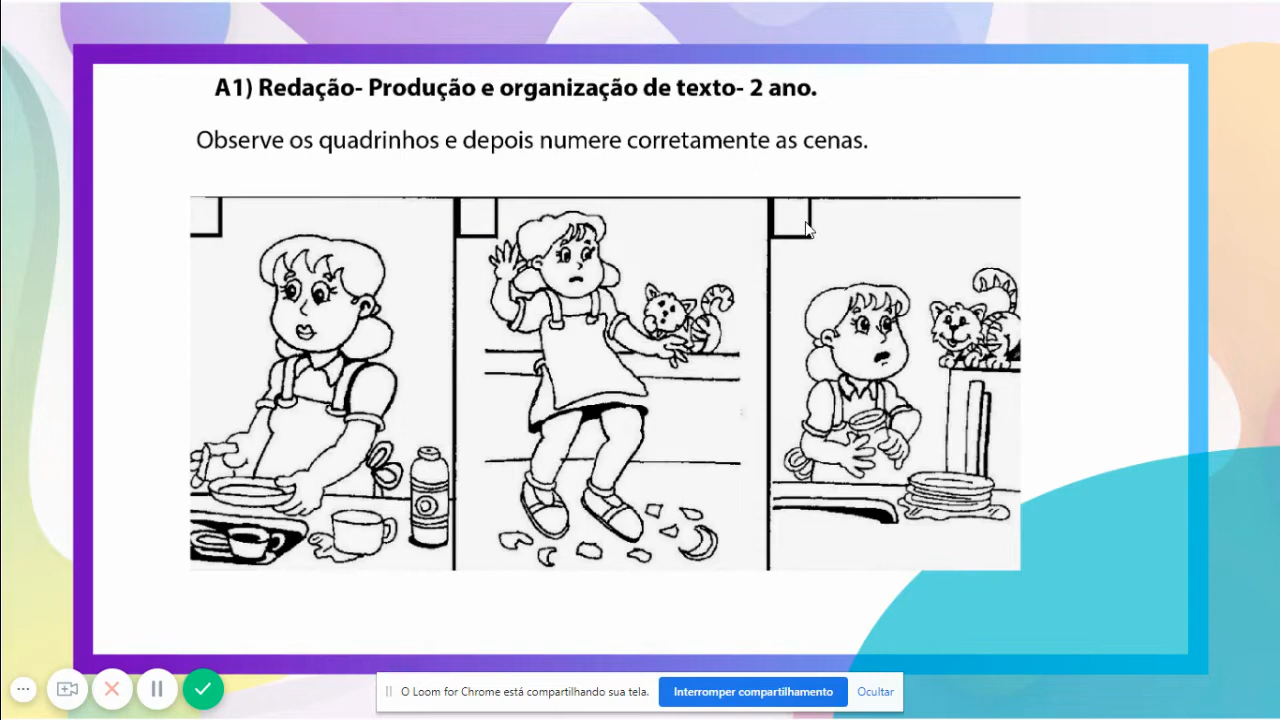 A1) Redação- Produção e organização de texto- 2 ano.
Observe os quadrinhos e depois numere corretamente as cenas.
O Loom for Chrome está compartilhando sua tela.
Interromper compartilhamento
Ocultar